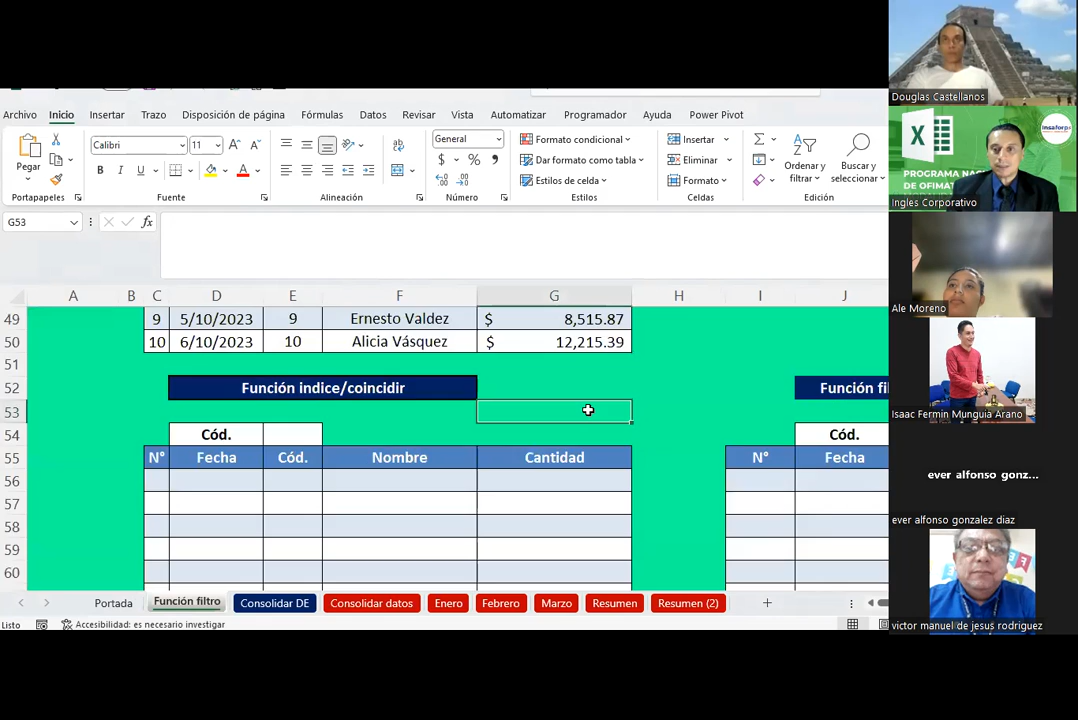 Archivo Inicio Insertar Trazo Disposición de página Fórmulas Datos Revisar Vista Automatizar Programador Ayuda Power Pivot
Pegar
Portapapeles
Calibri 11
N K S
Fuente
Alineación
General
$ % 000
Número
Formato condicional
Dar formato como tabla
Estilos de celda
Estilos
Insertar
Eliminar
Formato
Celdas
Ordenar y filtrar
Buscar y seleccionar
Edición
G53 fx
A B C D E F G H I J
49 9 5/10/2023 9 Ernesto Valdez $ 8,515.87
50 10 6/10/2023 10 Alicia Vásquez $ 12,215.39
51
52 Función indice/coincidir Función fil
53
54 Cód. Cód.
55 N° Fecha Cód. Nombre Cantidad N° Fecha
56
57
58
59
60
Portada Función filtro Consolidar DE Consolidar datos Enero Febrero Marzo Resumen Resumen (2) +
Listo Accesibilidad: es necesario investigar
Douglas Castellanos
insaforp
X
PROGRAMA NAC
DE OFIMAT
Ingles Corporativo
Ale Moreno
Isaac Fermin Munguia Arano
ever alfonso gonz...
ever alfonso gonzalez diaz
victor manuel de jesus rodriguez